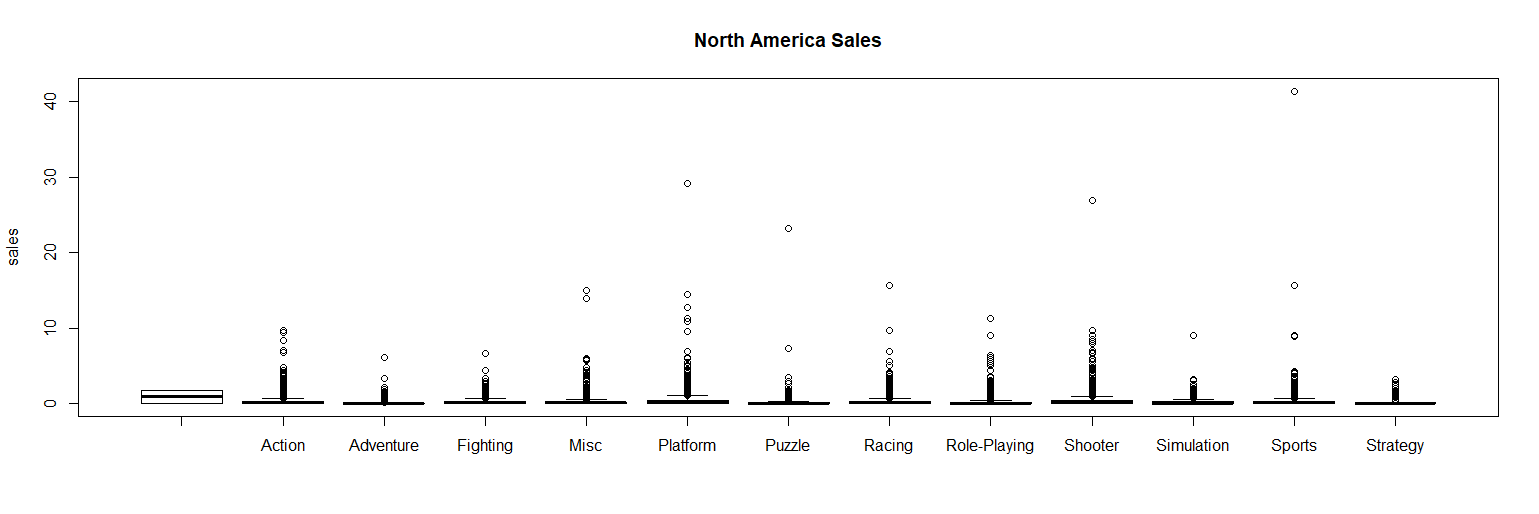 North America Sales
sales
40
30
20
10
0
Action Adventure Fighting Misc Platform Puzzle Racing Role-Playing Shooter Simulation Sports Strategy